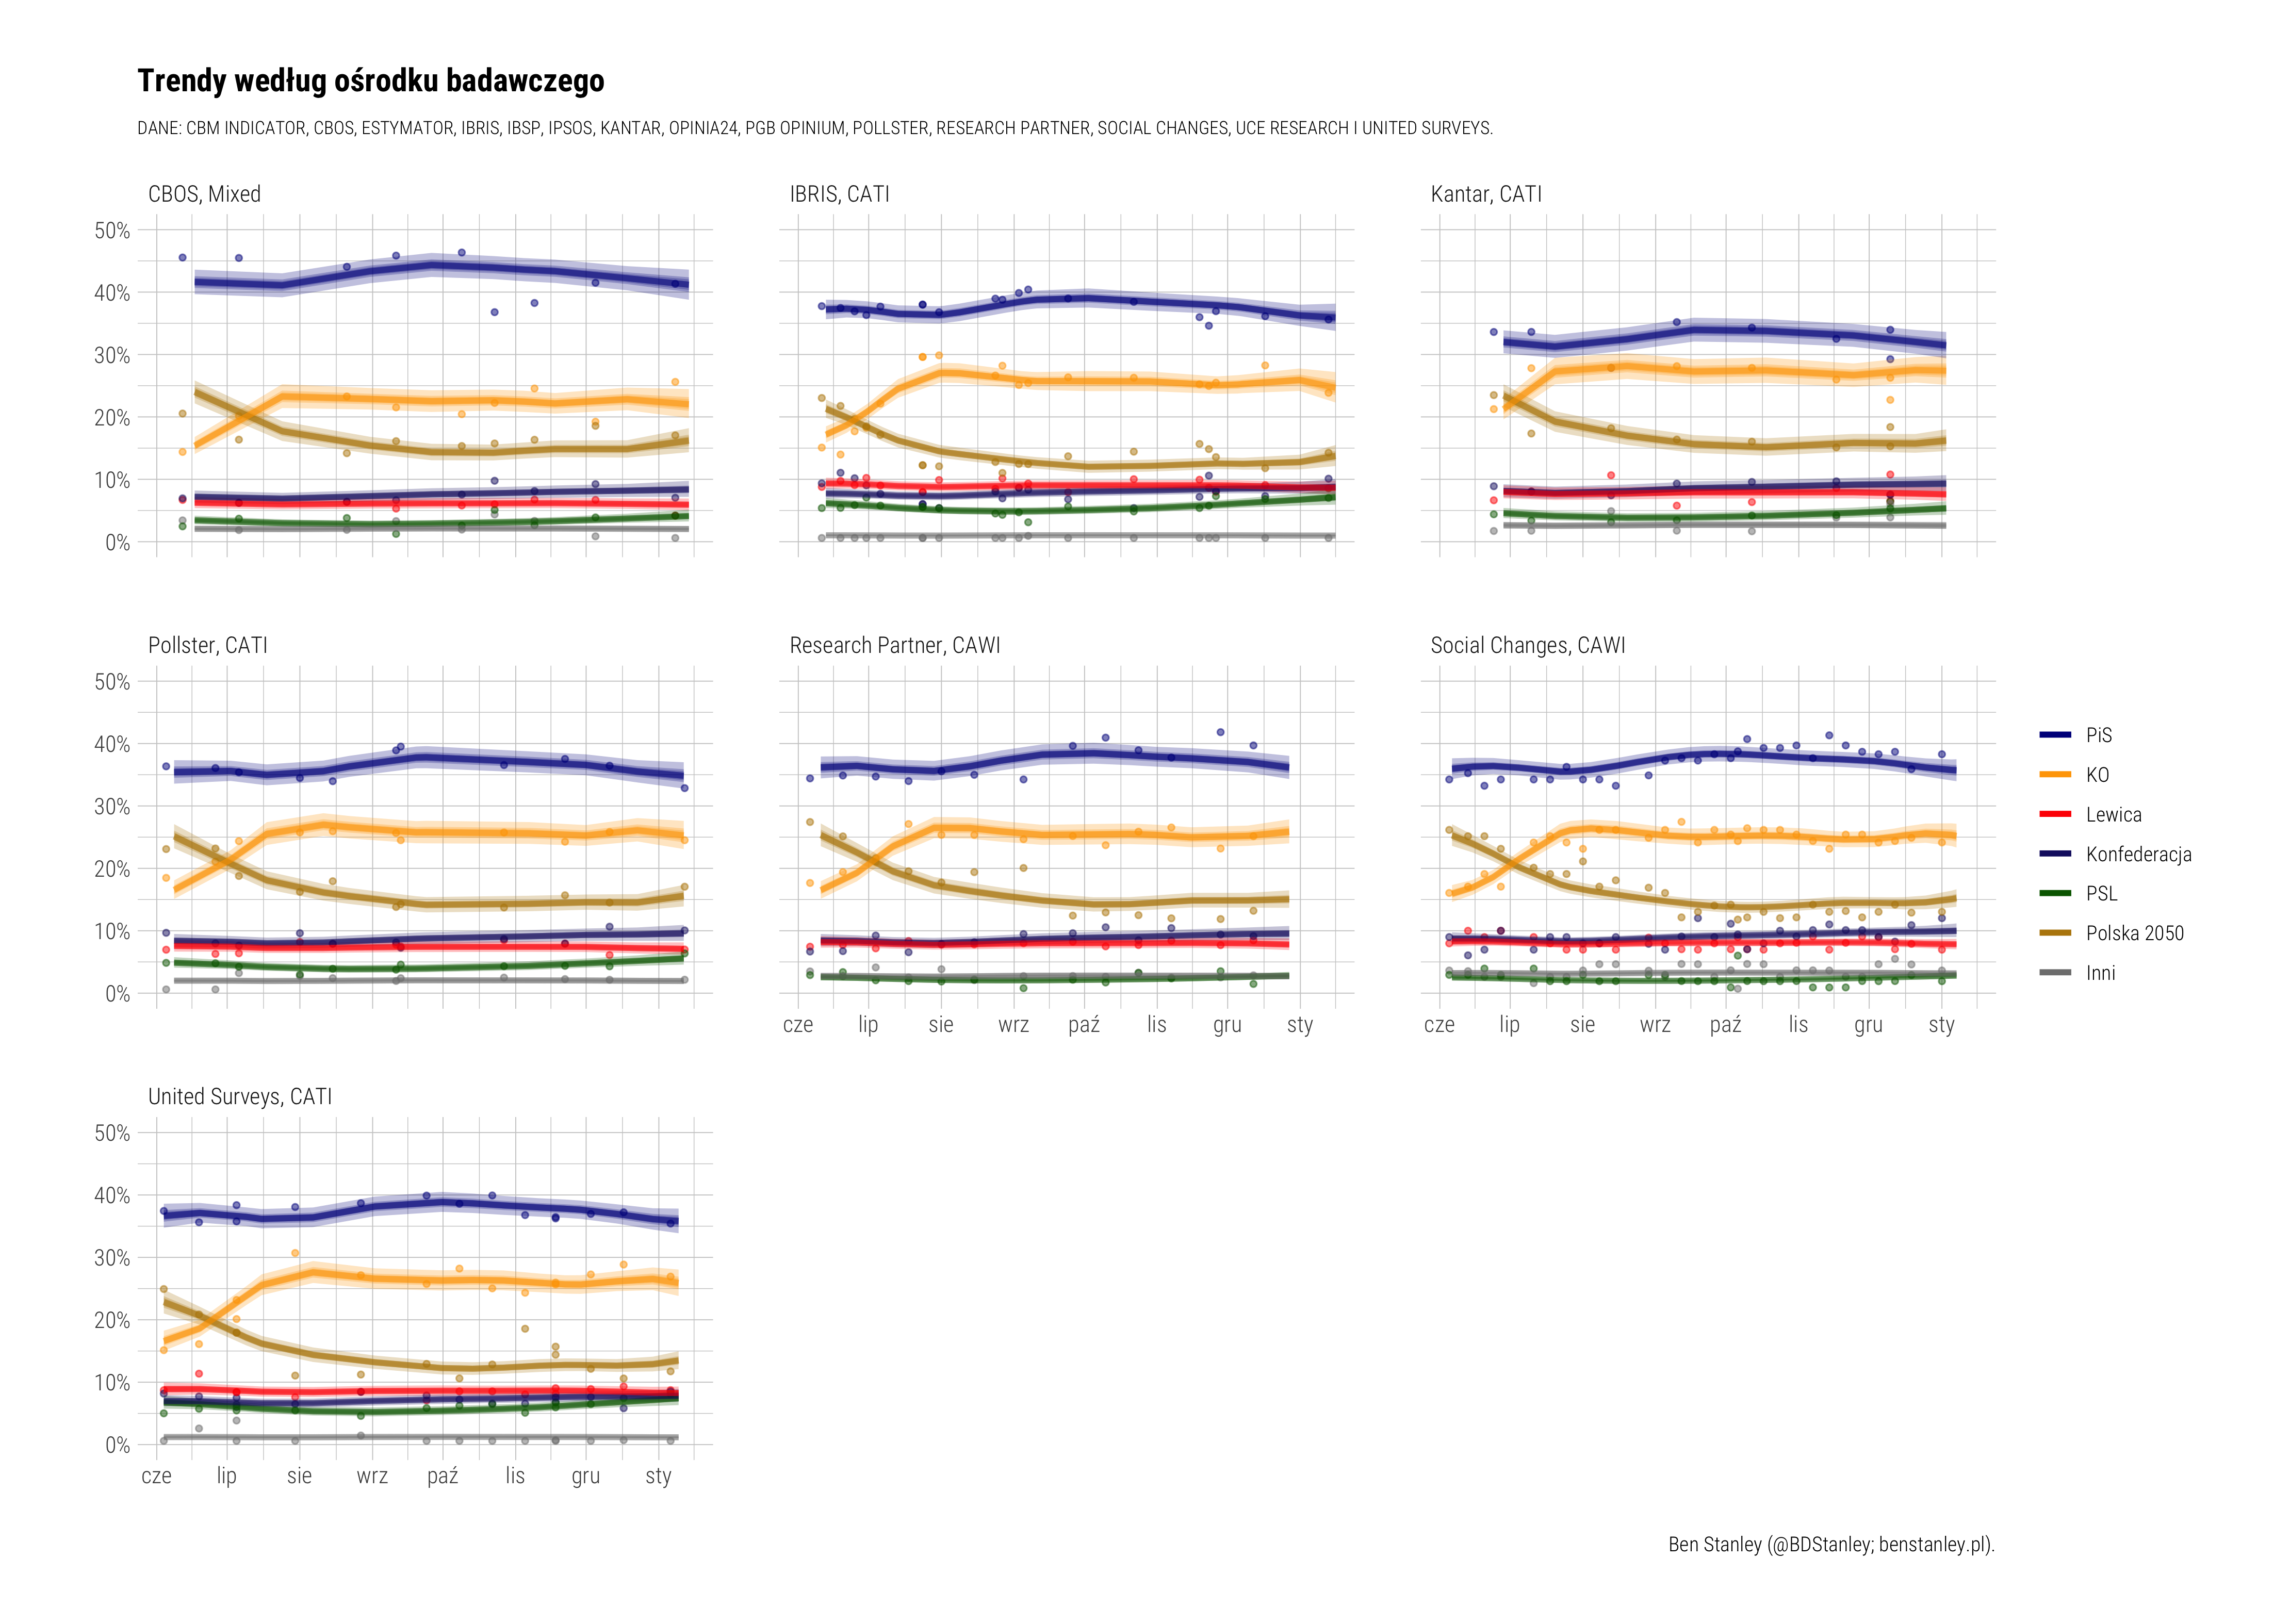 Trendy według ośrodku badawczego
DANE: CBM INDICATOR, CBOS, ESTYMATOR, IBRIS, IBSP, IPSOS, KANTAR, OPINIA24, PGB OPINIUM, POLLSTER, RESEARCH PARTNER, SOCIAL CHANGES, UCE RESEARCH I UNITED SURVEYS.
CBOS, Mixed
IBRIS, CATI
Kantar, CATI
50%
40%
30%
20%
10%
0%
Pollster, CATI
Research Partner, CAWI
Social Changes, CAWI
50%
40%
30%
20%
10%
0%
cze lip sie wrz paź lis gru sty
cze lip sie wrz paź lis gru sty
PiS
KO
Lewica
Konfederacja
PSL
Polska 2050
Inni
United Surveys, CATI
50%
40%
30%
20%
10%
0%
cze lip sie wrz paź lis gru sty
Ben Stanley (@BDStanley; benstanley.pl).